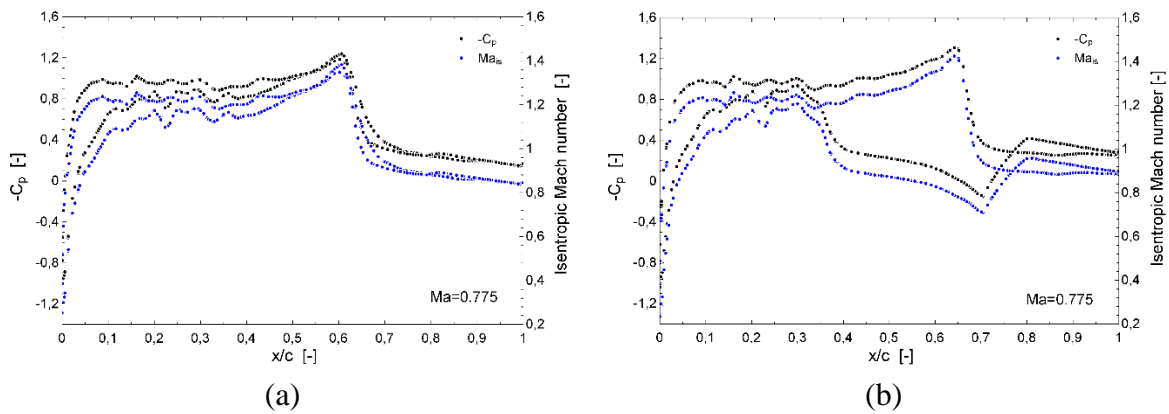 1,6
1,2
0,8
0,4
0
-0,4
-0,8
-1,2
-Cp [-]
1,6
1,4
1,2
1
0,8
0,6
0,4
0,2
Isentropic Mach number [-]
-Cp
Mais
Ma=0.775
0 0,1 0,2 0,3 0,4 0,5 0,6 0,7 0,8 0,9 1
x/c [-]
(a)
1,6
1,2
0,8
0,4
0
-0,4
-0,8
-1,2
-Cp [-]
1,6
1,4
1,2
1
0,8
0,6
0,4
0,2
Isentropic Mach number [-]
-Cp
Mais
Ma=0.775
0 0,1 0,2 0,3 0,4 0,5 0,6 0,7 0,8 0,9 1
x/c [-]
(b)